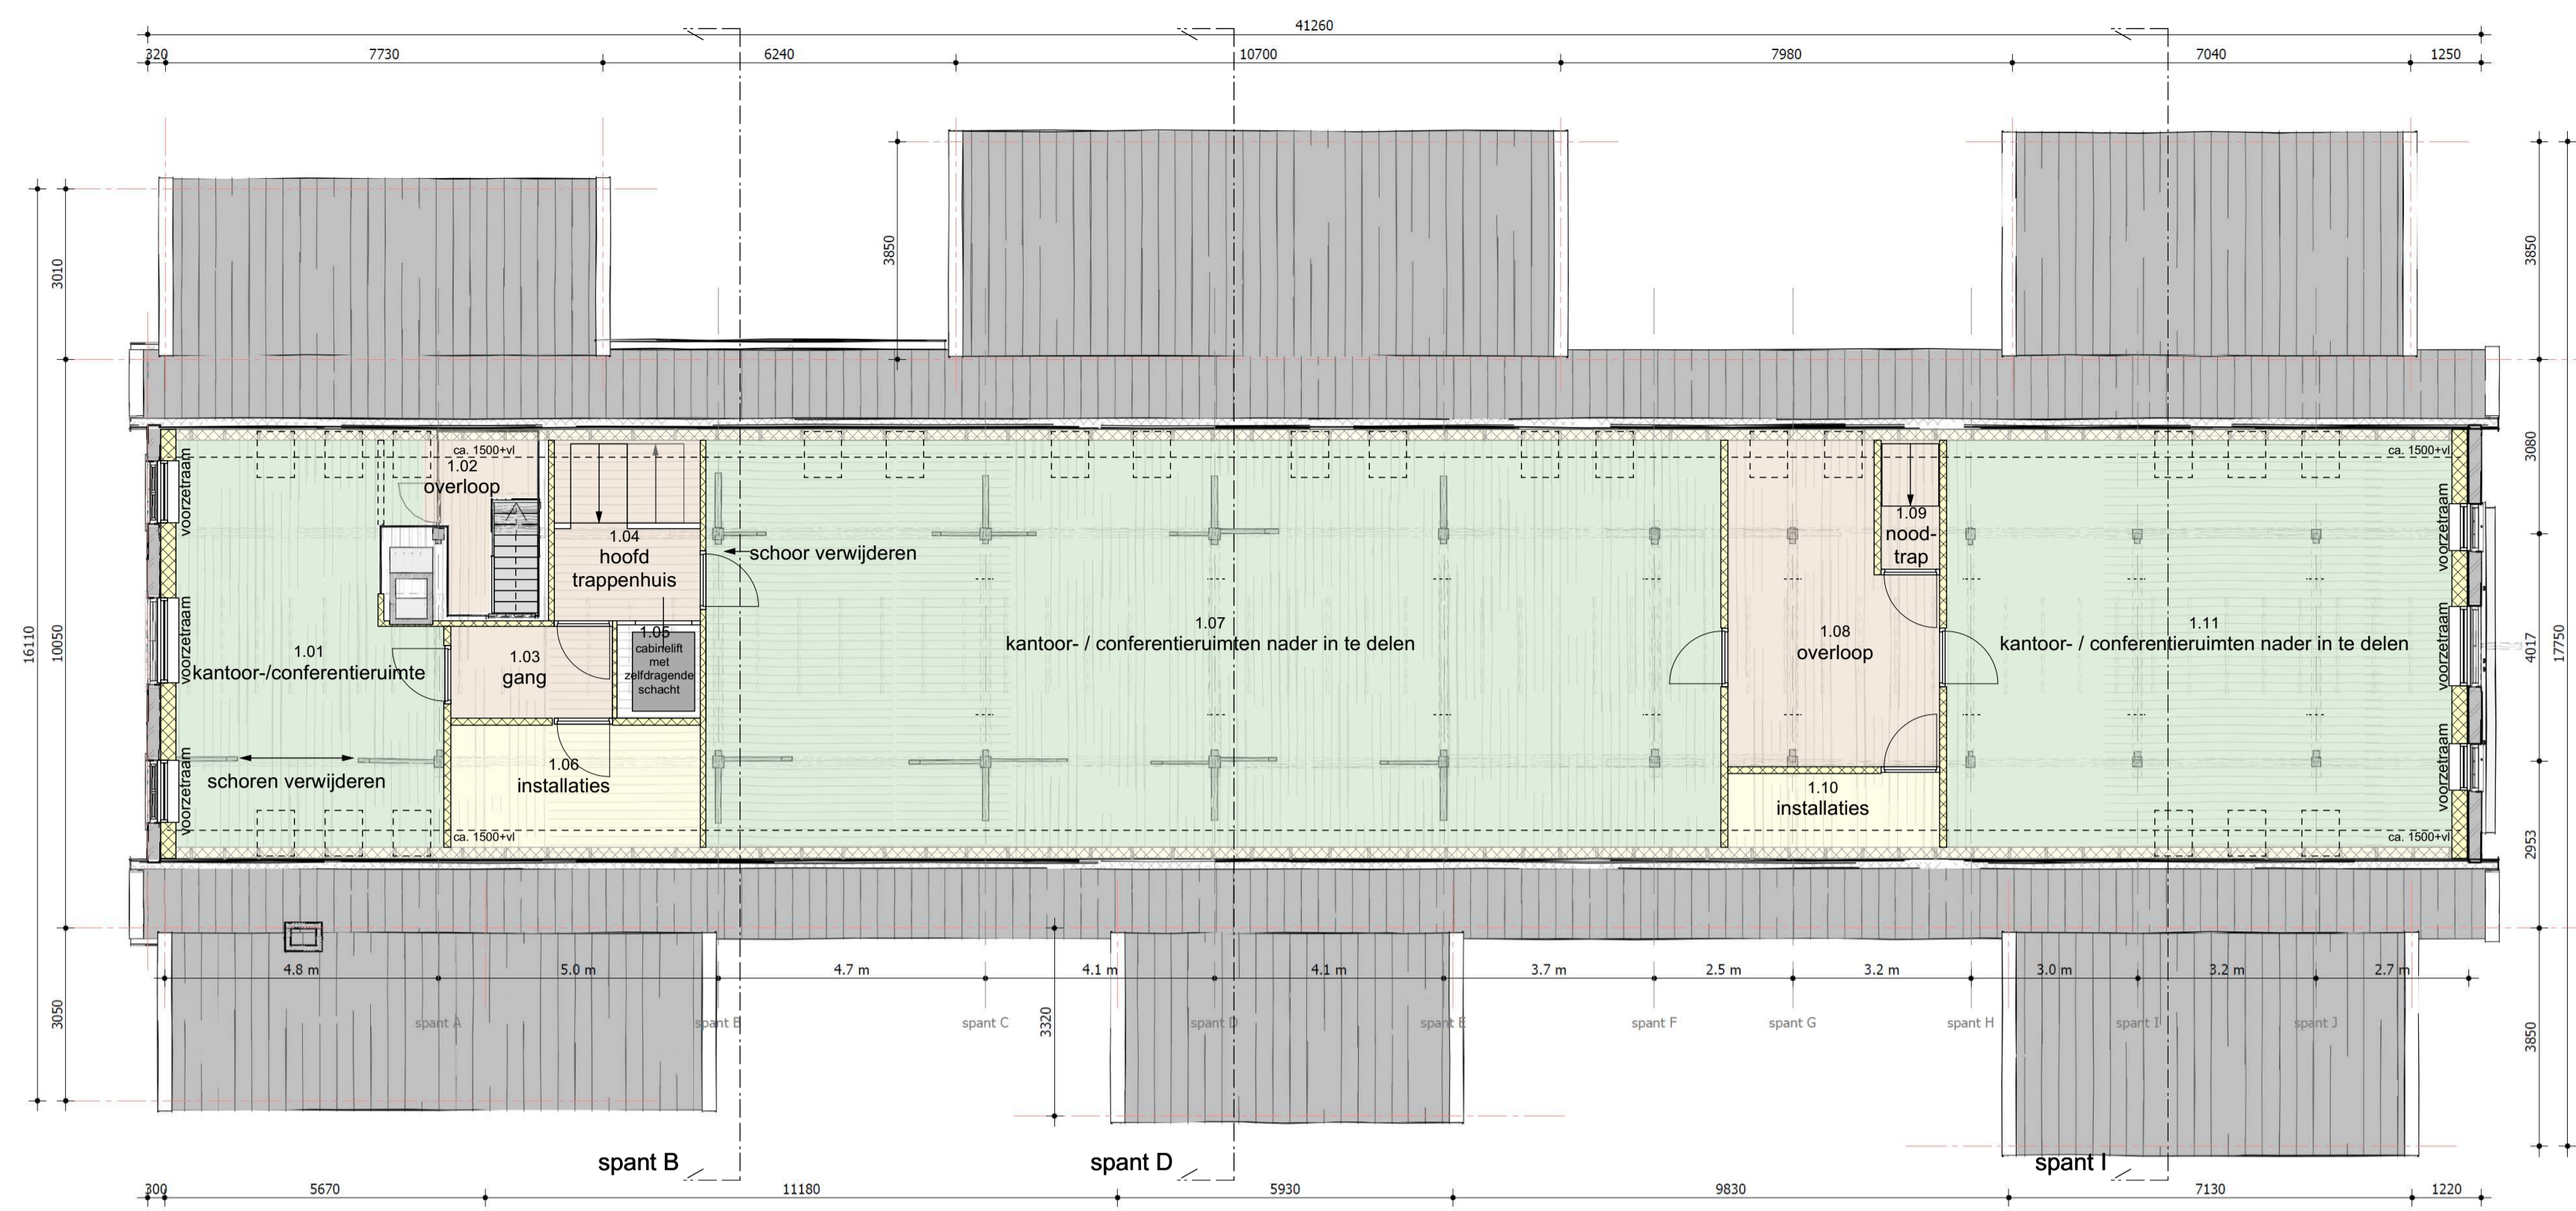 41260
320
7730
6240
10700
7980
7040
1250
3850
3010
16110
10050
3050
3850
3080
4017
17750
2953
3850
voorzetraam
voorzetraam
voorzetraam
ca. 1500+vl
1.02
overloop
1.01
kantoor-/conferentieruimte
schoren verwijderen
1.03
gang
1.04
hoofd
trappenhuis
1.05
cabinelift
met
zelfdragende
schacht
1.06
installaties
ca. 1500+vl
schoor verwijderen
1.07
kantoor- / conferentieruimten nader in te delen
1.08
overloop
1.09
nood-
trap
1.10
installaties
1.11
kantoor- / conferentieruimten nader in te delen
ca. 1500+vl
ca. 1500+vl
voorzetraam
voorzetraam
voorzetraam
4.8 m
5.0 m
4.7 m
4.1 m
4.1 m
3.7 m
2.5 m
3.2 m
3.0 m
3.2 m
2.7 m
spant A
spant B
spant C
spant D
spant E
spant F
spant G
spant H
spant I
spant J
3320
spant B
spant D
spant I
300
5670
11180
5930
9830
7130
1220